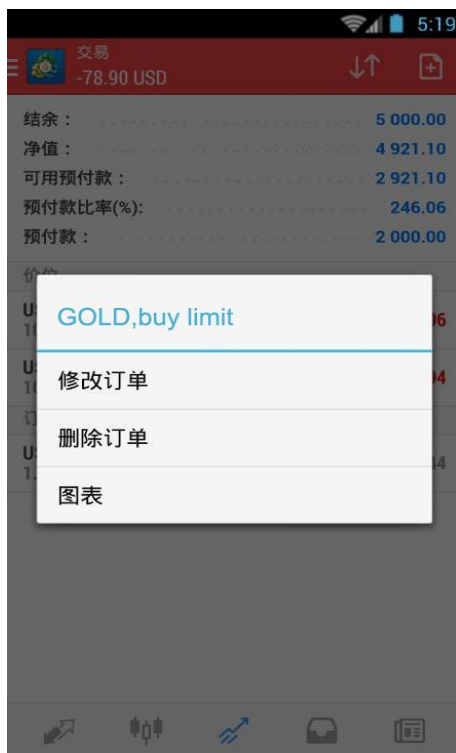 5:19
交易
-78.90 USD
结余： 5 000.00
净值： 4 921.10
可用预付款： 2 921.10
预付款比率(%): 246.06
预付款： 2 000.00
价位
GOLD,buy limit
修改订单
删除订单
图表